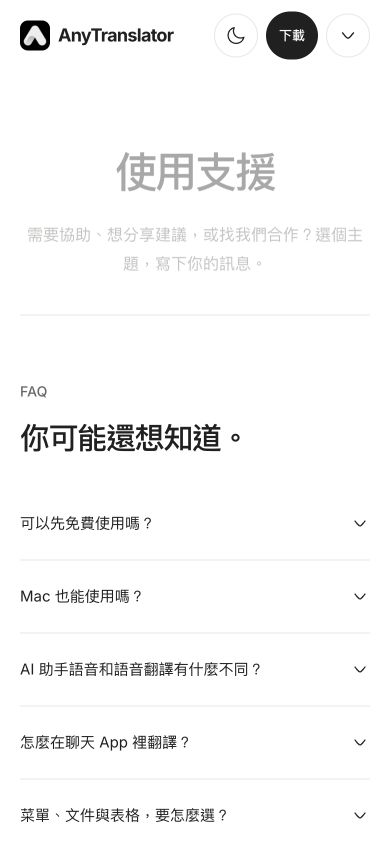 AnyTranslator
下載
使用支援
需要協助、想分享建議，或找我們合作？選個主
題，寫下你的訊息。
FAQ
你可能還想知道。
可以先免費使用嗎？
Mac 也能使用嗎？
AI 助手語音和語音翻譯有什麼不同？
怎麼在聊天 App 裡翻譯？
菜單、文件與表格，要怎麼選？